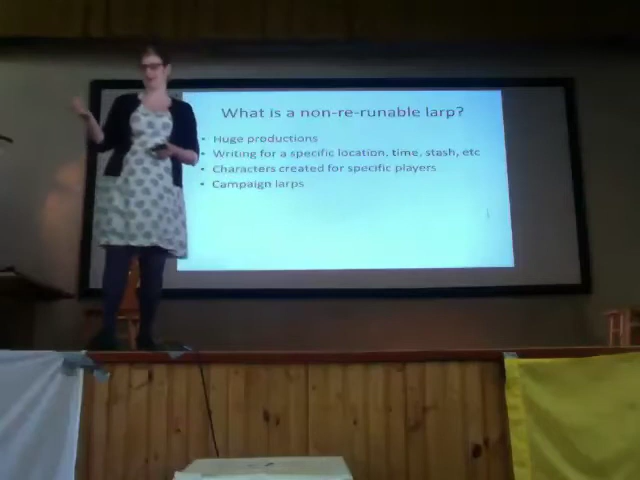 What is a non-re-runable larp?
• Huge productions
• Writing for a specific location, time, stash, etc
• Characters created for specific players
• Campaign larps